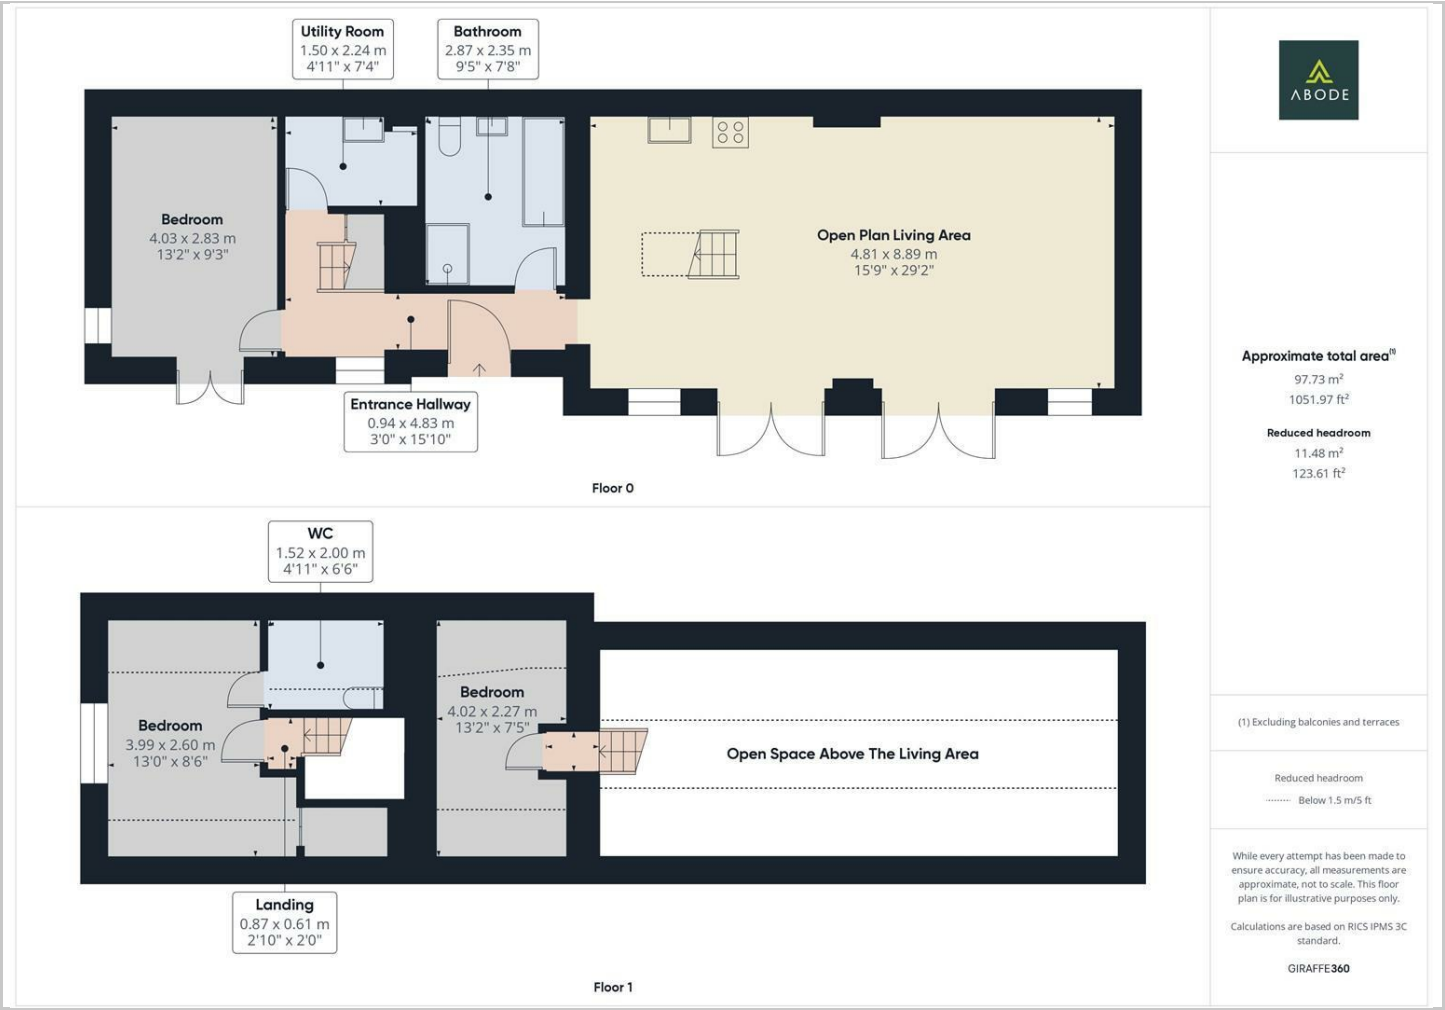 Utility Room
1.50 x 2.24 m
4'11" x 7'4"
Bathroom
2.87 x 2.35 m
9'5" x 7'8"
Bedroom
4.03 x 2.83 m
13'2" x 9'3"
Open Plan Living Area
4.81 x 8.89 m
15'9" x 29'2"
Entrance Hallway
0.94 x 4.83 m
3'0" x 15'10"
Floor 0
WC
1.52 x 2.00 m
4'11" x 6'6"
Bedroom
3.99 x 2.60 m
13'0" x 8'6"
Bedroom
4.02 x 2.27 m
13'2" x 7'5"
Open Space Above The Living Area
Landing
0.87 x 0.61 m
2'10" x 2'0"
Floor 1
ABODE
Approximate total area⁽¹⁾
97.73 m²
1051.97 ft²
Reduced headroom
11.48 m²
123.61 ft²
(1) Excluding balconies and terraces
Reduced headroom
Below 1.5 m/5 ft
While every attempt has been made to
ensure accuracy, all measurements are
approximate, not to scale. This floor
plan is for illustrative purposes only.
Calculations are based on RICS IPMS 3C
standard.
GIRAFFE360